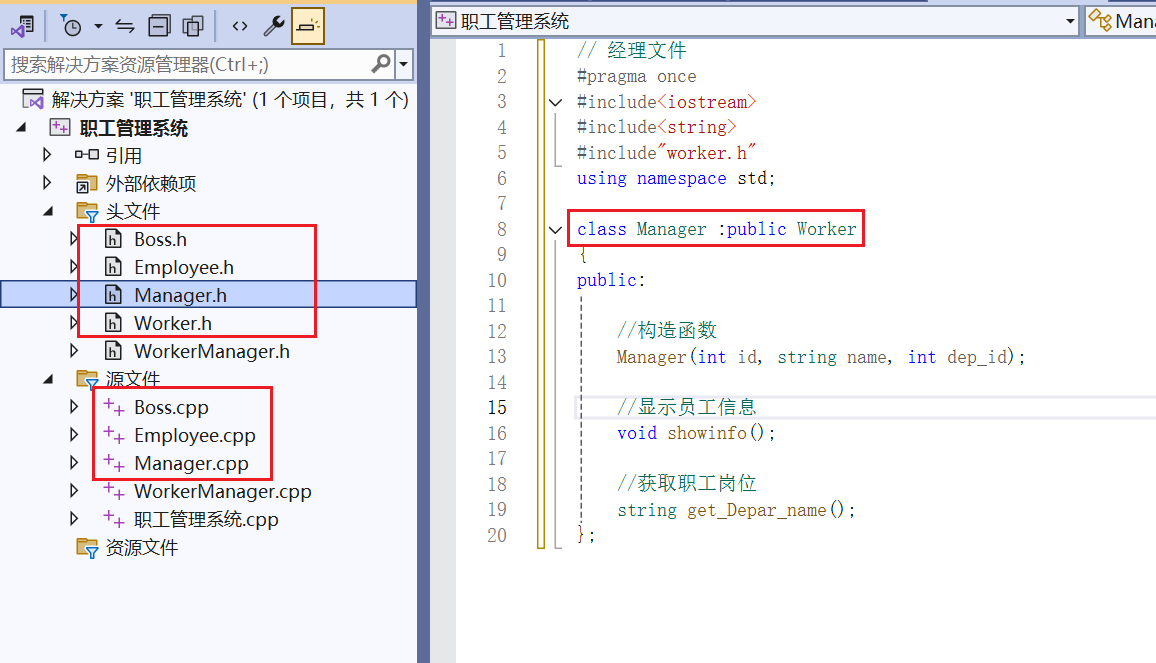 搜索解决方案资源管理器(Ctrl+;)
解决方案 '职工管理系统' (1 个项目，共 1 个)
职工管理系统
引用
外部依赖项
头文件
Boss.h
Employee.h
Manager.h
Worker.h
WorkerManager.h
源文件
Boss.cpp
Employee.cpp
Manager.cpp
WorkerManager.cpp
职工管理系统.cpp
资源文件
职工管理系统
Mana
1 // 经理文件
2 #pragma once
3 #include<iostream>
4 #include<string>
5 #include"worker.h"
6 using namespace std;
7
8 class Manager :public Worker
9 {
10 public:
11
12 //构造函数
13 Manager(int id, string name, int dep_id);
14
15 //显示员工信息
16 void showinfo();
17
18 //获取职工岗位
19 string get_Depar_name();
20 };